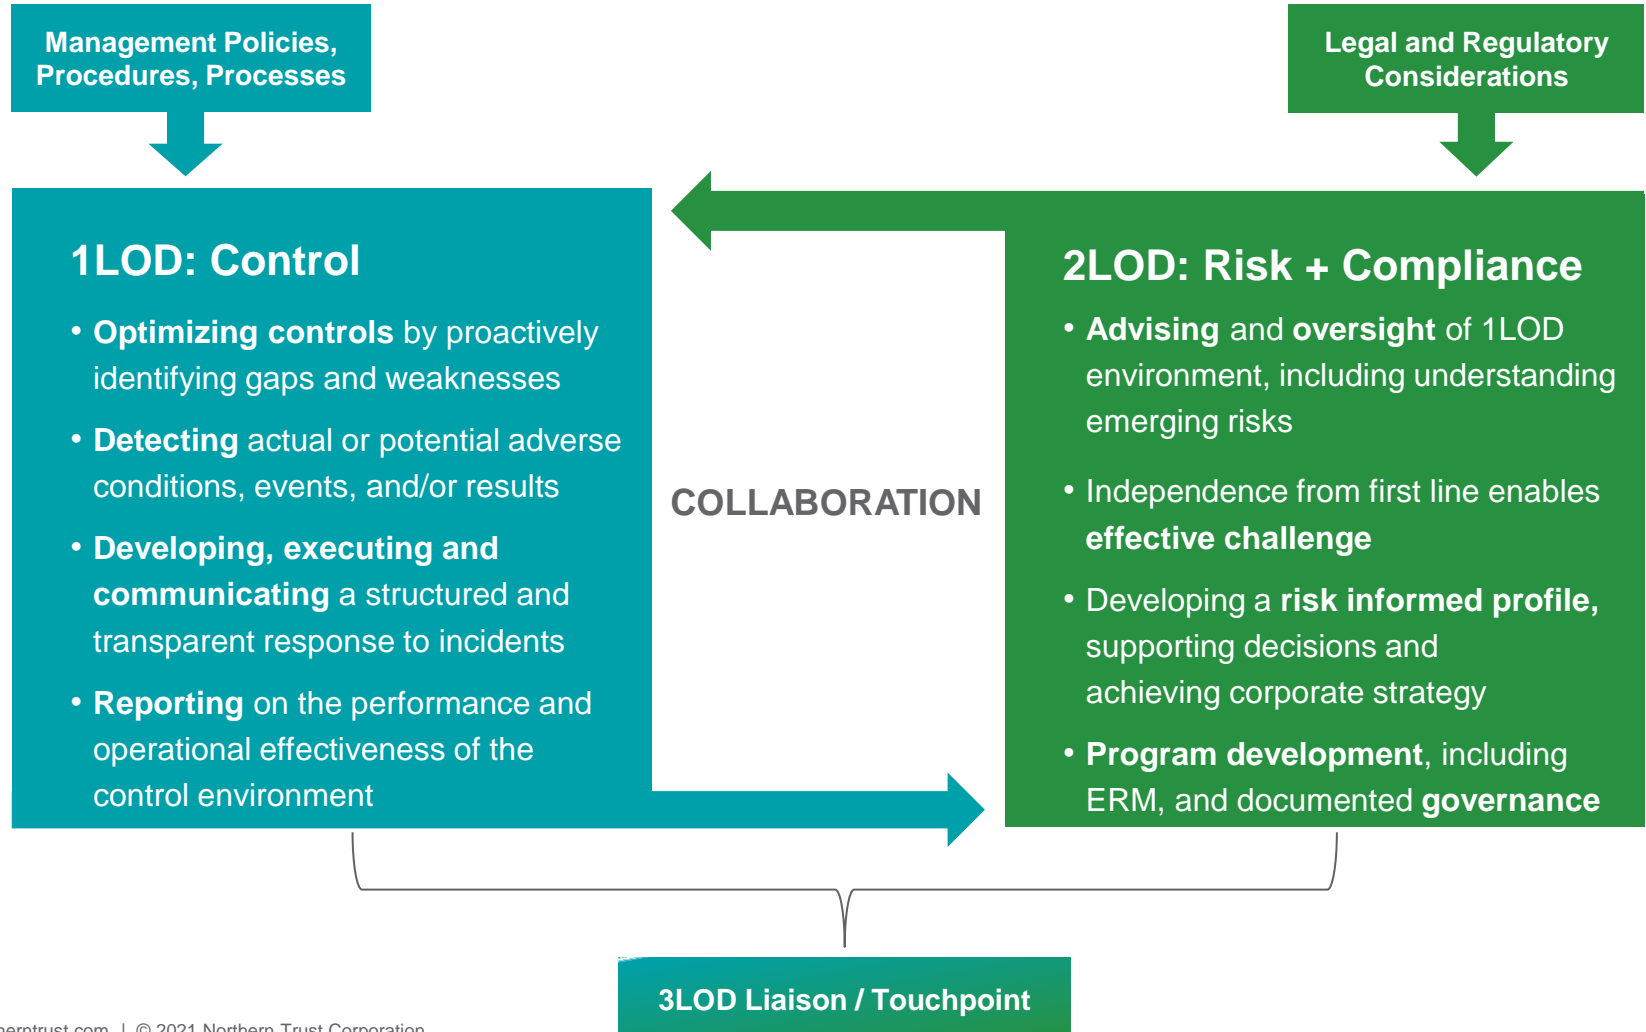 Management Policies,
Procedures, Processes
Legal and Regulatory
Considerations
1LOD: Control
• Optimizing controls by proactively
identifying gaps and weaknesses
• Detecting actual or potential adverse
conditions, events, and/or results
• Developing, executing and
communicating a structured and
transparent response to incidents
• Reporting on the performance and
operational effectiveness of the
control environment
COLLABORATION
2LOD: Risk + Compliance
• Advising and oversight of 1LOD
environment, including understanding
emerging risks
• Independence from first line enables
effective challenge
• Developing a risk informed profile,
supporting decisions and
achieving corporate strategy
• Program development, including
ERM, and documented governance
3LOD Liaison / Touchpoint
| © 2021 Northern Trust Corporation